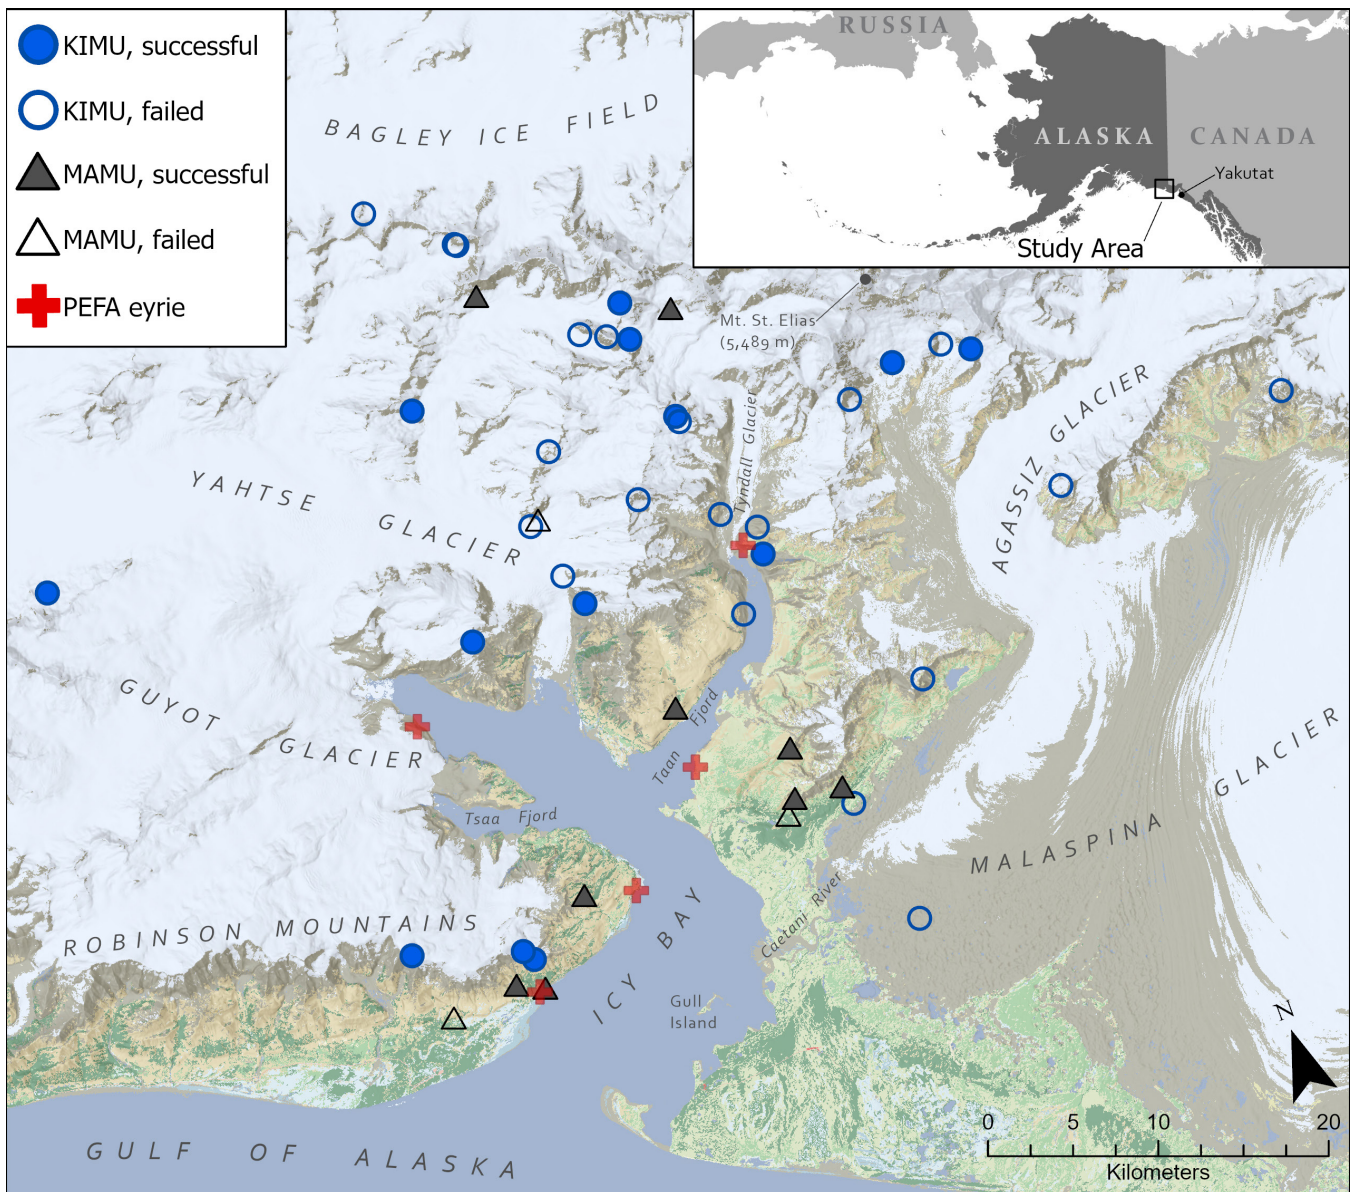 KIMU, successful
KIMU, failed
MAMU, successful
MAMU, failed
PEFA eyrie
RUSSIA
ALASKA
CANADA
Yakutat
Study Area
BAGLEY ICE FIELD
Mt. St. Elias
(5,489 m)
Tyndall Glacier
AGASSIZ GLACIER
YAHTSE GLACIER
GUYOT GLACIER
Taan Fjord
Tsaa Fjord
MALASPINA GLACIER
ROBINSON MOUNTAINS
Caetani River
ICY BAY
Gull
Island
GULF OF ALASKA
N
0 5 10 20
Kilometers